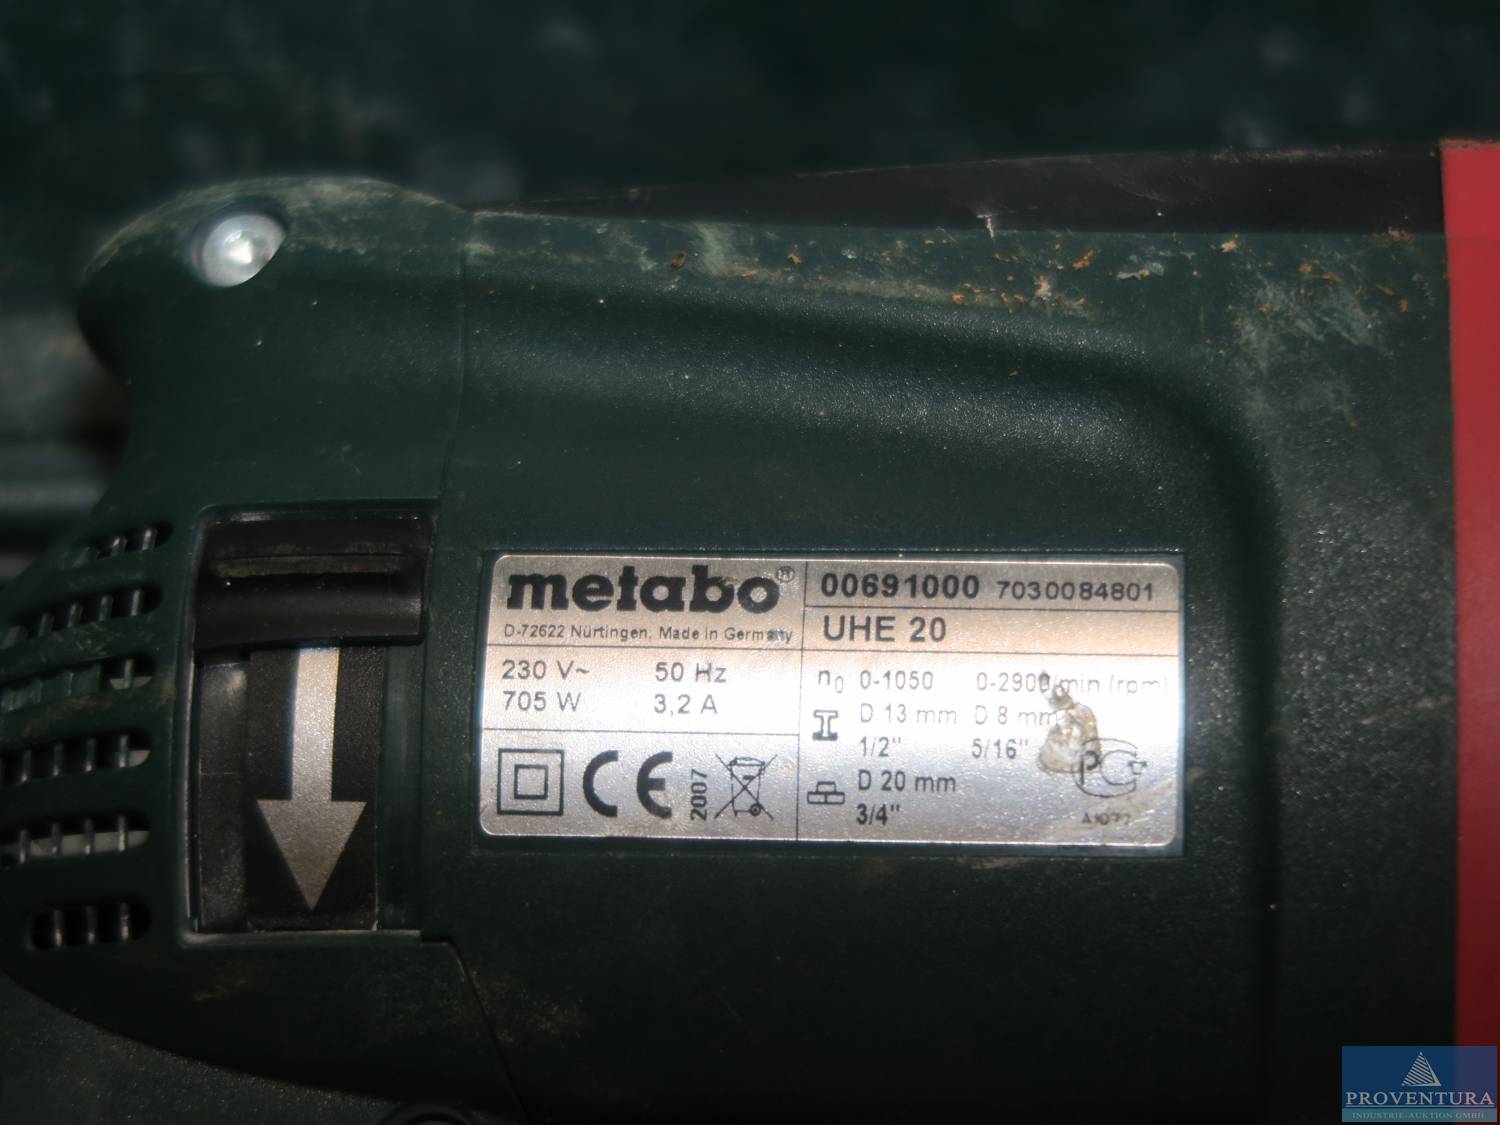 metabo®
D-72622 Nürtingen, Made in Germany
00691000 7030084801
UHE 20
230 V~ 50 Hz
705 W 3,2 A
n0 0-1050 0-2900/min (rpm)
D 13 mm D 8 mm
1/2" 5/16"
D 20 mm
3/4"
CE 2007
PROVENTURA
INDUSTRIE-AUKTION GMBH